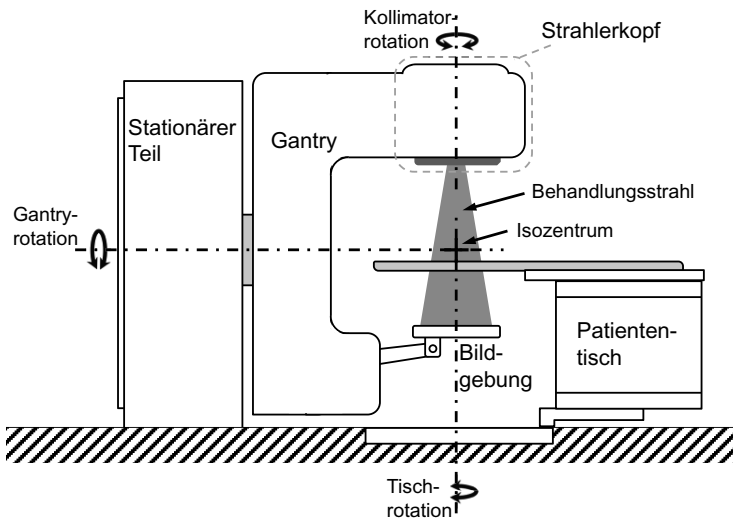 Kollimator-
rotation
Strahlerkopf
Stationärer
Teil
Gantry
Behandlungsstrahl
Gantry-
rotation
Isozentrum
Patienten-
tisch
Bild-
gebung
Tisch-
rotation